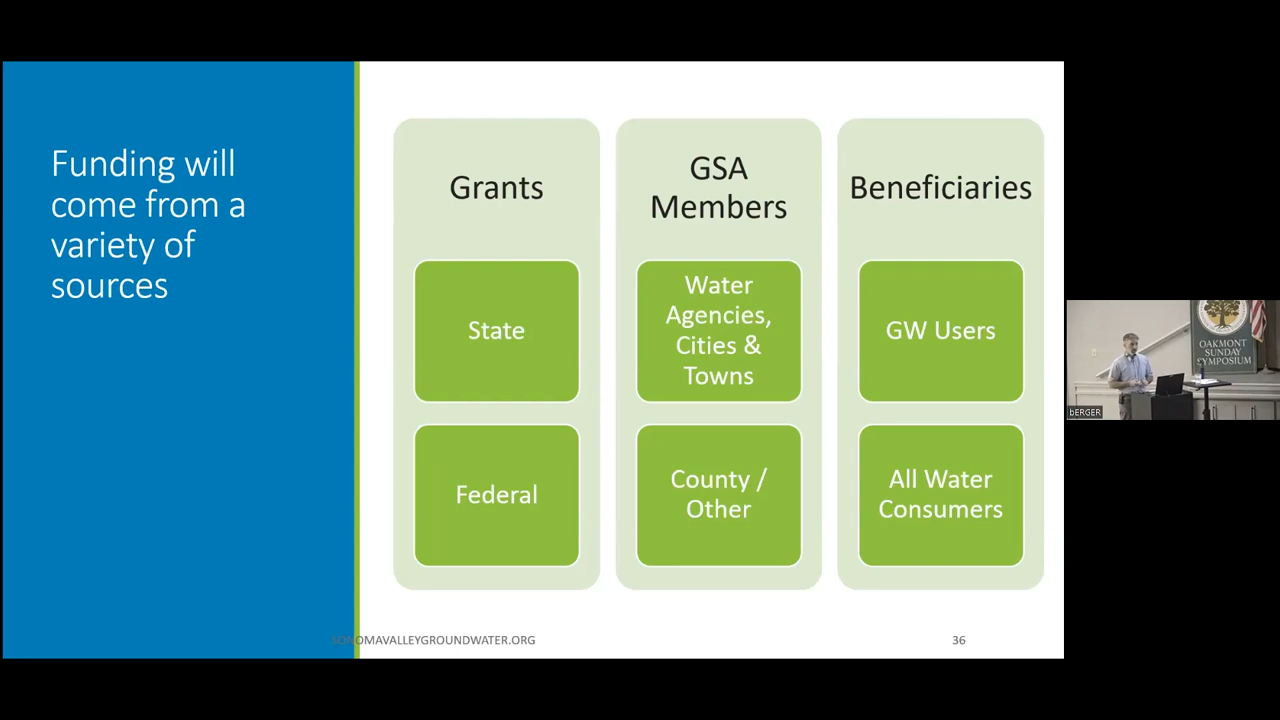 Funding will
come from a
variety of
sources
Grants
State
Federal
GSA
Members
Water
Agencies,
Cities &
Towns
County /
Other
Beneficiaries
GW Users
All Water
Consumers
SONOMAVALLEYGROUNDWATER.ORG
36
OAKMONT
SUNDAY
SYMPOSIUM
bERGER